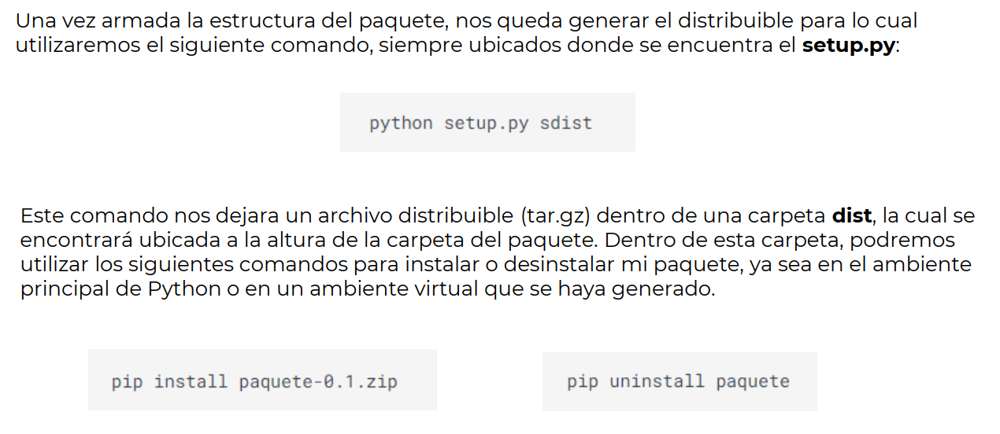 Una vez armada la estructura del paquete, nos queda generar el distribuible para lo cual
utilizaremos el siguiente comando, siempre ubicados donde se encuentra el setup.py:
python setup.py sdist
Este comando nos dejara un archivo distribuible (tar.gz) dentro de una carpeta dist, la cual se
encontrará ubicada a la altura de la carpeta del paquete. Dentro de esta carpeta, podremos
utilizar los siguientes comandos para instalar o desinstalar mi paquete, ya sea en el ambiente
principal de Python o en un ambiente virtual que se haya generado.
pip install paquete-0.1.zip
pip uninstall paquete